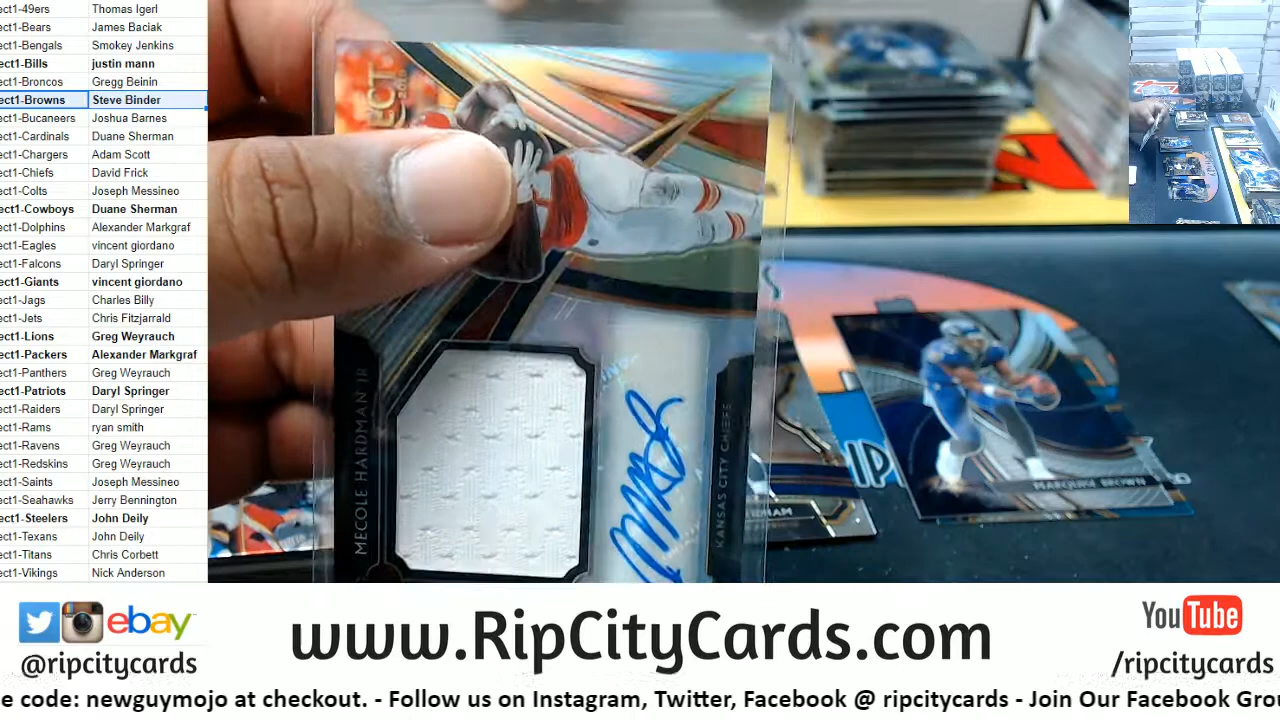 ect1-49ers Thomas Igerl
ect1-Bears James Baciak
ect1-Bengals Smokey Jenkins
ect1-Bills justin mann
ect1-Broncos Gregg Beinin
ect1-Browns Steve Binder
ect1-Bucaneers Joshua Barnes
ect1-Cardinals Duane Sherman
ect1-Chargers Adam Scott
ect1-Chiefs David Frick
ect1-Colts Joseph Messineo
ect1-Cowboys Duane Sherman
ect1-Dolphins Alexander Markgraf
ect1-Eagles vincent giordano
ect1-Falcons Daryl Springer
ect1-Giants vincent giordano
ect1-Jags Charles Billy
ect1-Jets Chris Fitzjarrald
ect1-Lions Greg Weyrauch
ect1-Packers Alexander Markgraf
ect1-Panthers Greg Weyrauch
ect1-Patriots Daryl Springer
ect1-Raiders Daryl Springer
ect1-Rams ryan smith
ect1-Ravens Greg Weyrauch
ect1-Redskins Greg Weyrauch
ect1-Saints Joseph Messineo
ect1-Seahawks Jerry Bennington
ect1-Steelers John Deily
ect1-Texans John Deily
ect1-Titans Chris Corbett
ect1-Vikings Nick Anderson
ECT
MECOLE HARDMAN JR
KANSAS CITY CHIEFS
IP
MARQUISE BROWN
ebay
@ripcitycards
www.RipCityCards.com
YouTube
/ripcitycards
e code: newguymojo at checkout. - Follow us on Instagram, Twitter, Facebook @ ripcitycards - Join Our Facebook Grou